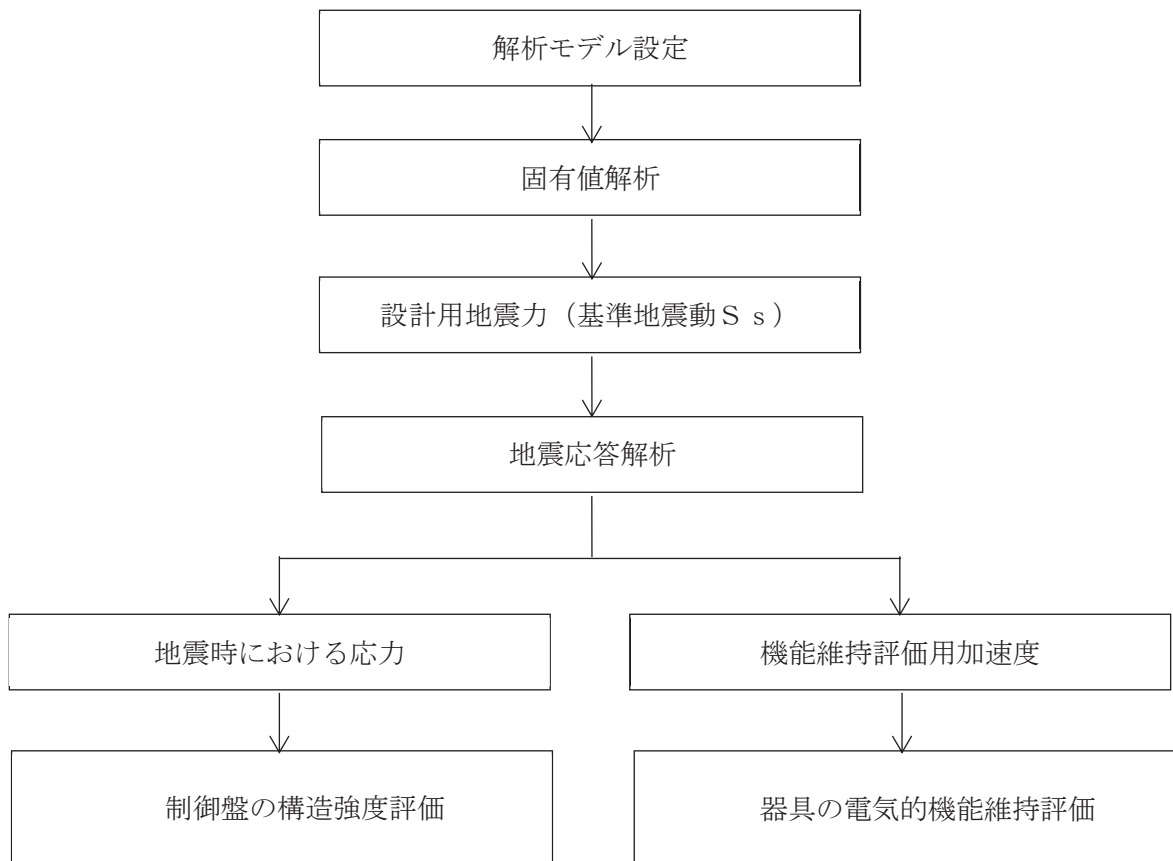 解析モデル設定
固有値解析
設計用地震力（基準地震動Ｓｓ）
地震応答解析
地震時における応力
機能維持評価用加速度
制御盤の構造強度評価
器具の電気的機能維持評価